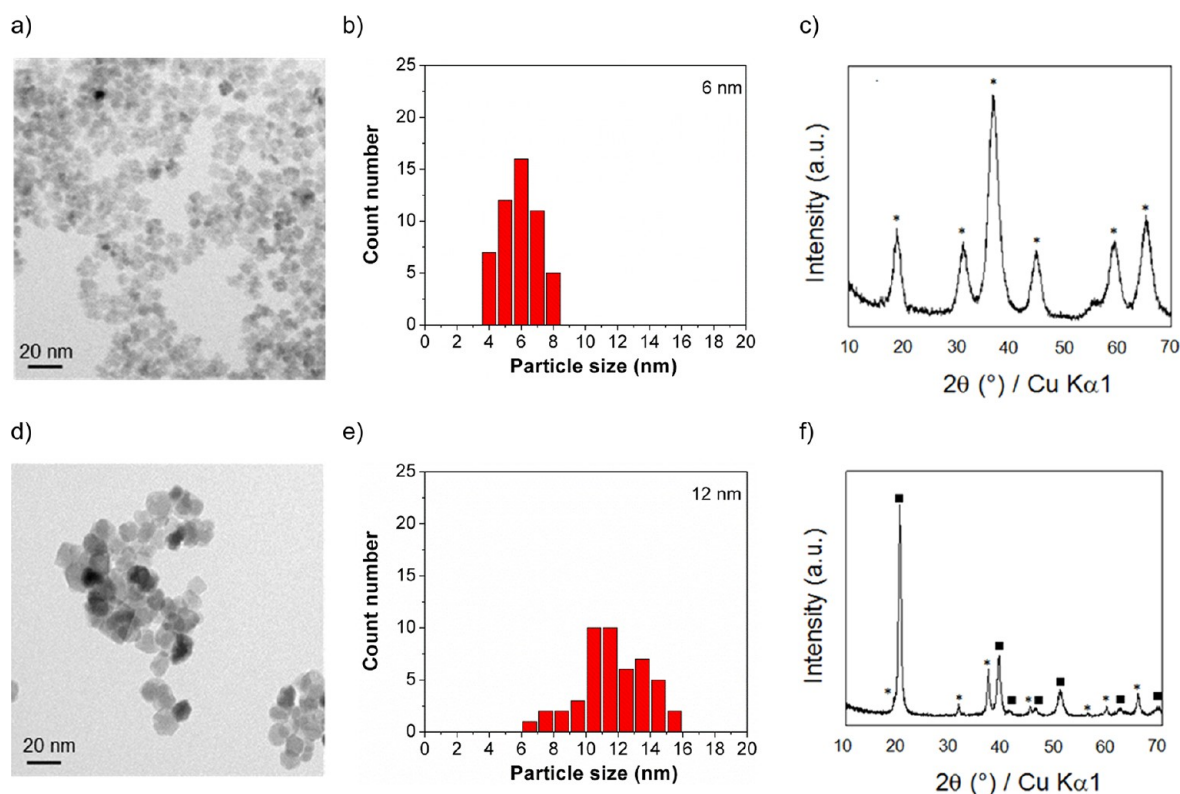 a)
b)
c)
20 nm
Count number
25
20
15
10
5
0
6 nm
0 2 4 6 8 10 12 14 16 18 20
Particle size (nm)
Intensity (a.u.)
*
* * * * *
10 20 30 40 50 60 70
2θ (°) / Cu Kα1
d)
e)
f)
20 nm
Count number
25
20
15
10
5
0
12 nm
0 2 4 6 8 10 12 14 16 18 20
Particle size (nm)
Intensity (a.u.)
■
* * * ■ ■ * ■ ■ * * ■ * ■
10 20 30 40 50 60 70
2θ (°) / Cu Kα1